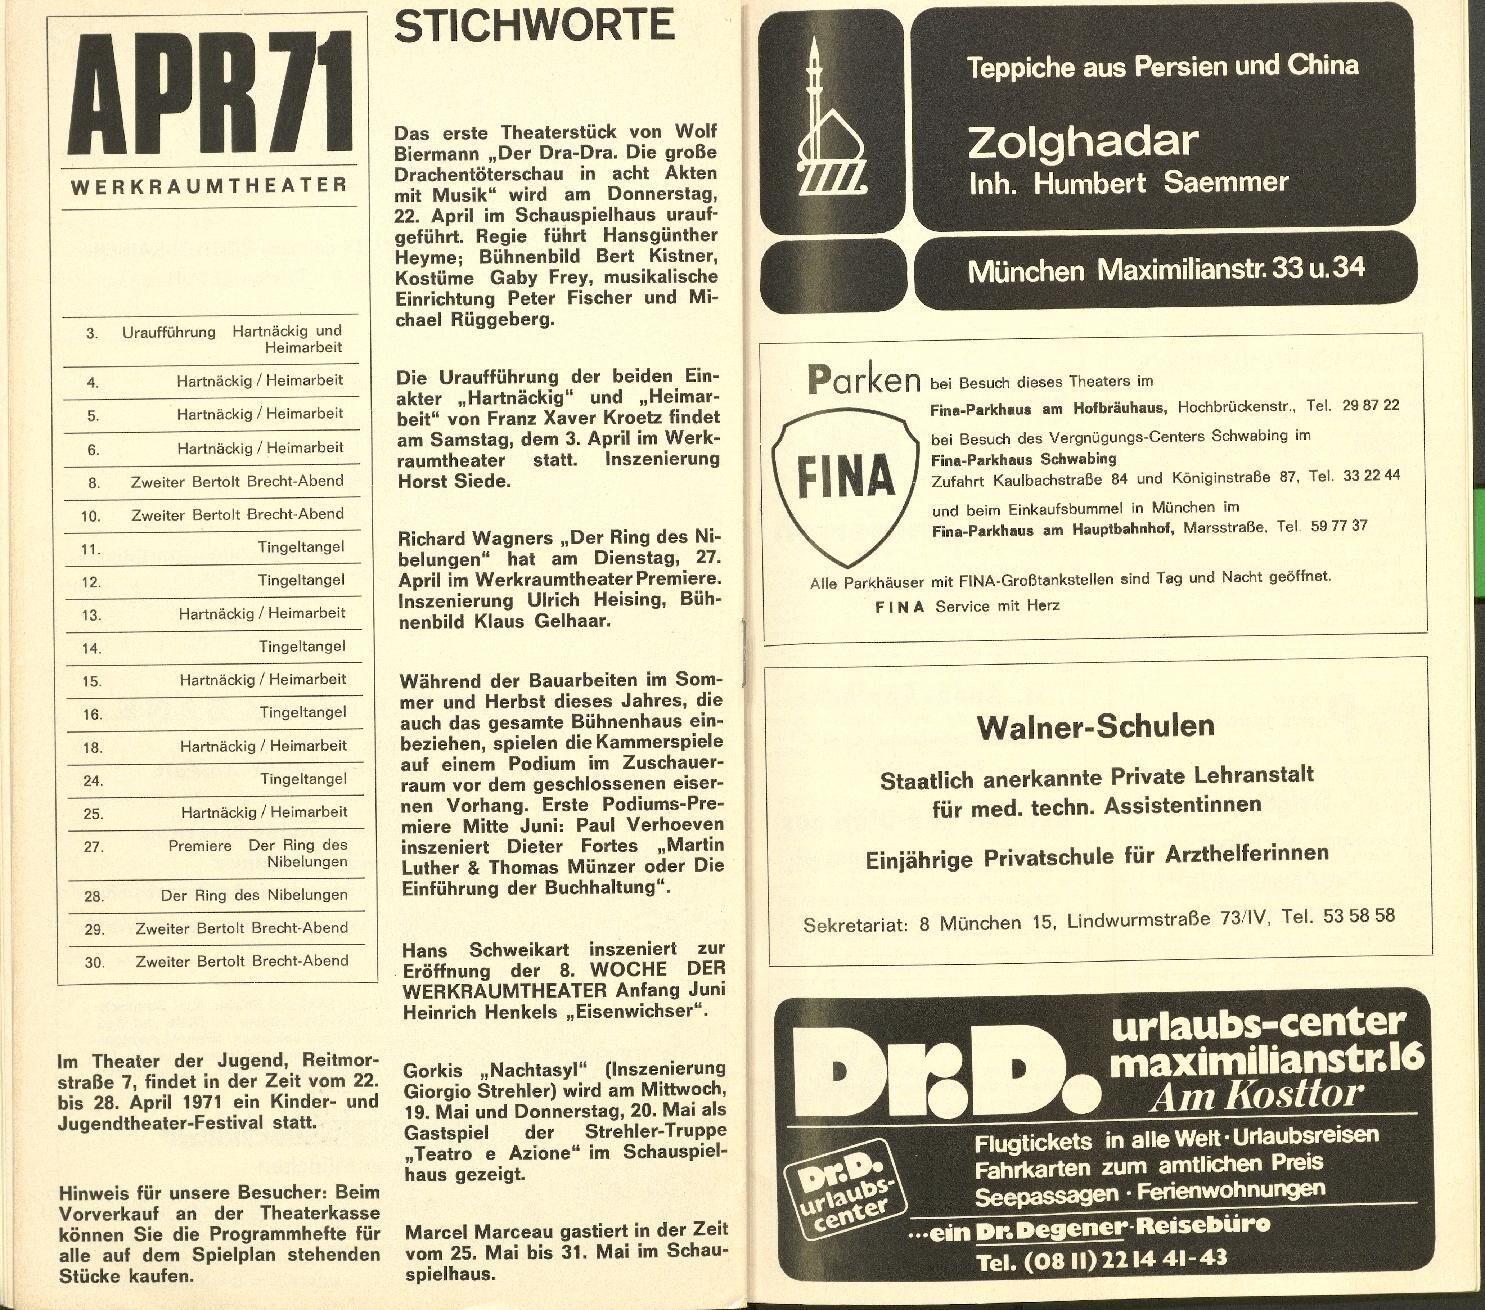 APR 71
WERKRAUMTHEATER
3. Uraufführung Hartnäckig und
Heimarbeit
4. Hartnäckig / Heimarbeit
5. Hartnäckig / Heimarbeit
6. Hartnäckig / Heimarbeit
8. Zweiter Bertolt Brecht-Abend
10. Zweiter Bertolt Brecht-Abend
11. Tingeltangel
12. Tingeltangel
13. Hartnäckig / Heimarbeit
14. Tingeltangel
15. Hartnäckig / Heimarbeit
16. Tingeltangel
18. Hartnäckig / Heimarbeit
24. Tingeltangel
25. Hartnäckig / Heimarbeit
27. Premiere Der Ring des
Nibelungen
28. Der Ring des Nibelungen
29. Zweiter Bertolt Brecht-Abend
30. Zweiter Bertolt Brecht-Abend
Im Theater der Jugend, Reitmor-
straße 7, findet in der Zeit vom 22.
bis 28. April 1971 ein Kinder- und
Jugendtheater-Festival statt.
Hinweis für unsere Besucher: Beim
Vorverkauf an der Theaterkasse
können Sie die Programmhefte für
alle auf dem Spielplan stehenden
Stücke kaufen.
STICHWORTE
Das erste Theaterstück von Wolf
Biermann „Der Dra-Dra. Die große
Drachentöterschau in acht Akten
mit Musik“ wird am Donnerstag,
22. April im Schauspielhaus urauf-
geführt. Regie führt Hansgünther
Heyme; Bühnenbild Bert Kistner,
Kostüme Gaby Frey, musikalische
Einrichtung Peter Fischer und Mi-
chael Rüggeberg.
Die Uraufführung der beiden Ein-
akter „Hartnäckig“ und „Heimar-
beit“ von Franz Xaver Kroetz findet
am Samstag, dem 3. April im Werk-
raumtheater statt. Inszenierung
Horst Siede.
Richard Wagners „Der Ring des Ni-
belungen“ hat am Dienstag, 27.
April im Werkraumtheater Premiere.
Inszenierung Ulrich Heising, Büh-
nenbild Klaus Gelhaar.
Während der Bauarbeiten im Som-
mer und Herbst dieses Jahres, die
auch das gesamte Bühnenhaus ein-
beziehen, spielen die Kammerspiele
auf einem Podium im Zuschauer-
raum vor dem geschlossenen eiser-
nen Vorhang. Erste Podiums-Pre-
miere Mitte Juni: Paul Verhoeven
inszeniert Dieter Fortes „Martin
Luther & Thomas Münzer oder Die
Einführung der Buchhaltung“.
Hans Schweikart inszeniert zur
Eröffnung der 8. WOCHE DER
WERKRAUMTHEATER Anfang Juni
Heinrich Henkels „Eisenwichser“.
Gorkis „Nachtasyl“ (Inszenierung
Giorgio Strehler) wird am Mittwoch,
19. Mai und Donnerstag, 20. Mai als
Gastspiel der Strehler-Truppe
„Teatro e Azione“ im Schauspiel-
haus gezeigt.
Marcel Marceau gastiert in der Zeit
vom 25. Mai bis 31. Mai im Schau-
spielhaus.
Teppiche aus Persien und China
Zolghadar
Inh. Humbert Saemmer
München Maximilianstr. 33 u. 34
Parken bei Besuch dieses Theaters im
Fina-Parkhaus am Hofbräuhaus, Hochbrückenstr., Tel. 29 87 22
bei Besuch des Vergnügungs-Centers Schwabing im
Fina-Parkhaus Schwabing
Zufahrt Kaulbachstraße 84 und Königinstraße 87, Tel. 33 22 44
und beim Einkaufsbummel in München im
Fina-Parkhaus am Hauptbahnhof, Marsstraße, Tel. 59 77 37
FINA
Alle Parkhäuser mit FINA-Großtankstellen sind Tag und Nacht geöffnet.
FINA Service mit Herz
Walner-Schulen
Staatlich anerkannte Private Lehranstalt
für med. techn. Assistentinnen
Einjährige Privatschule für Arzthelferinnen
Sekretariat: 8 München 15, Lindwurmstraße 73/IV, Tel. 53 58 58
Dr. D. urlaubs-center
maximilianstr. 16
Am Kosttor
Flugtickets in alle Welt · Urlaubsreisen
Fahrkarten zum amtlichen Preis
Seepassagen · Ferienwohnungen
Dr. D.
urlaubs-
center
...ein Dr. Degener-Reisebüro
Tel. (08 11) 22 14 41-43